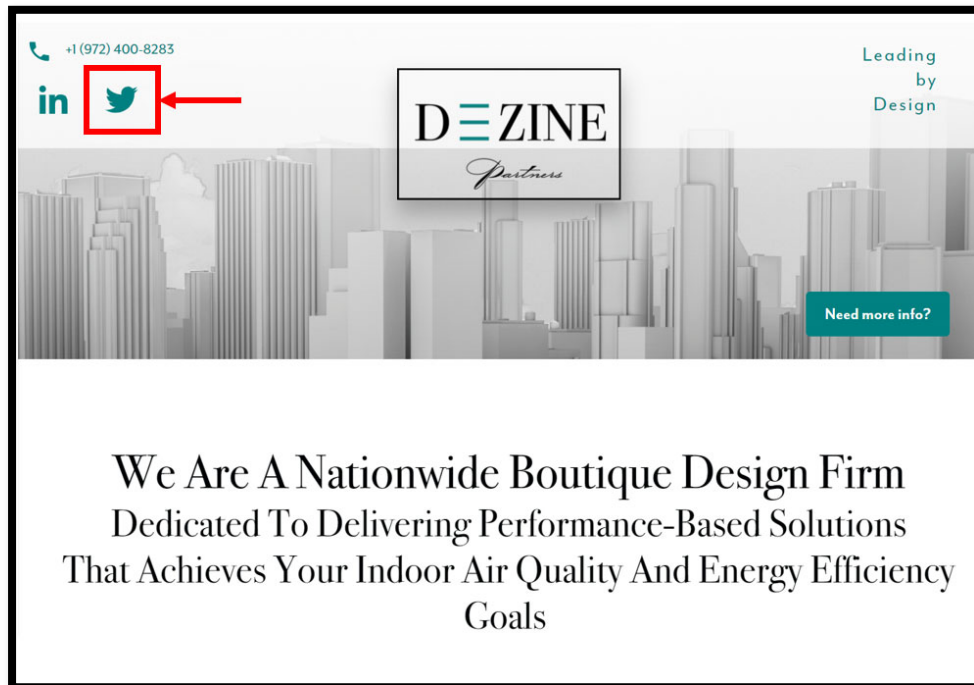 +1 (972) 400-8283
in
Leading
by
Design
D☰ZINE
Partners
Need more info?
We Are A Nationwide Boutique Design Firm
Dedicated To Delivering Performance-Based Solutions
That Achieves Your Indoor Air Quality And Energy Efficiency
Goals